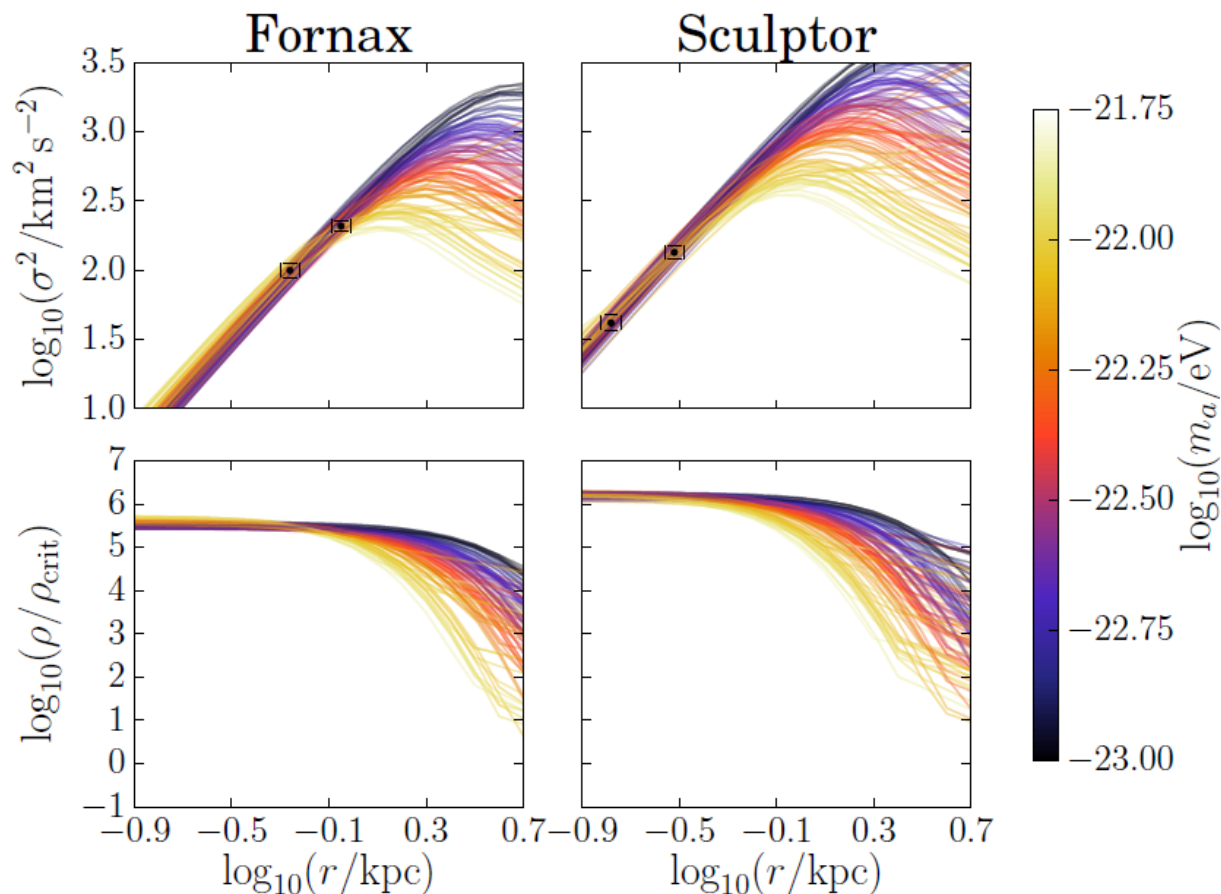 Fornax
Sculptor
log₁₀(σ²/km² s⁻²)
3.5
3.0
2.5
2.0
1.5
1.0
log₁₀(ρ/ρcrit)
7
6
5
4
3
2
1
0
−1
−0.9 −0.5 −0.1 0.3 0.7
−0.9 −0.5 −0.1 0.3 0.7
log₁₀(r/kpc)
log₁₀(r/kpc)
−21.75
−22.00
−22.25
−22.50
−22.75
−23.00
log₁₀(mₐ/eV)